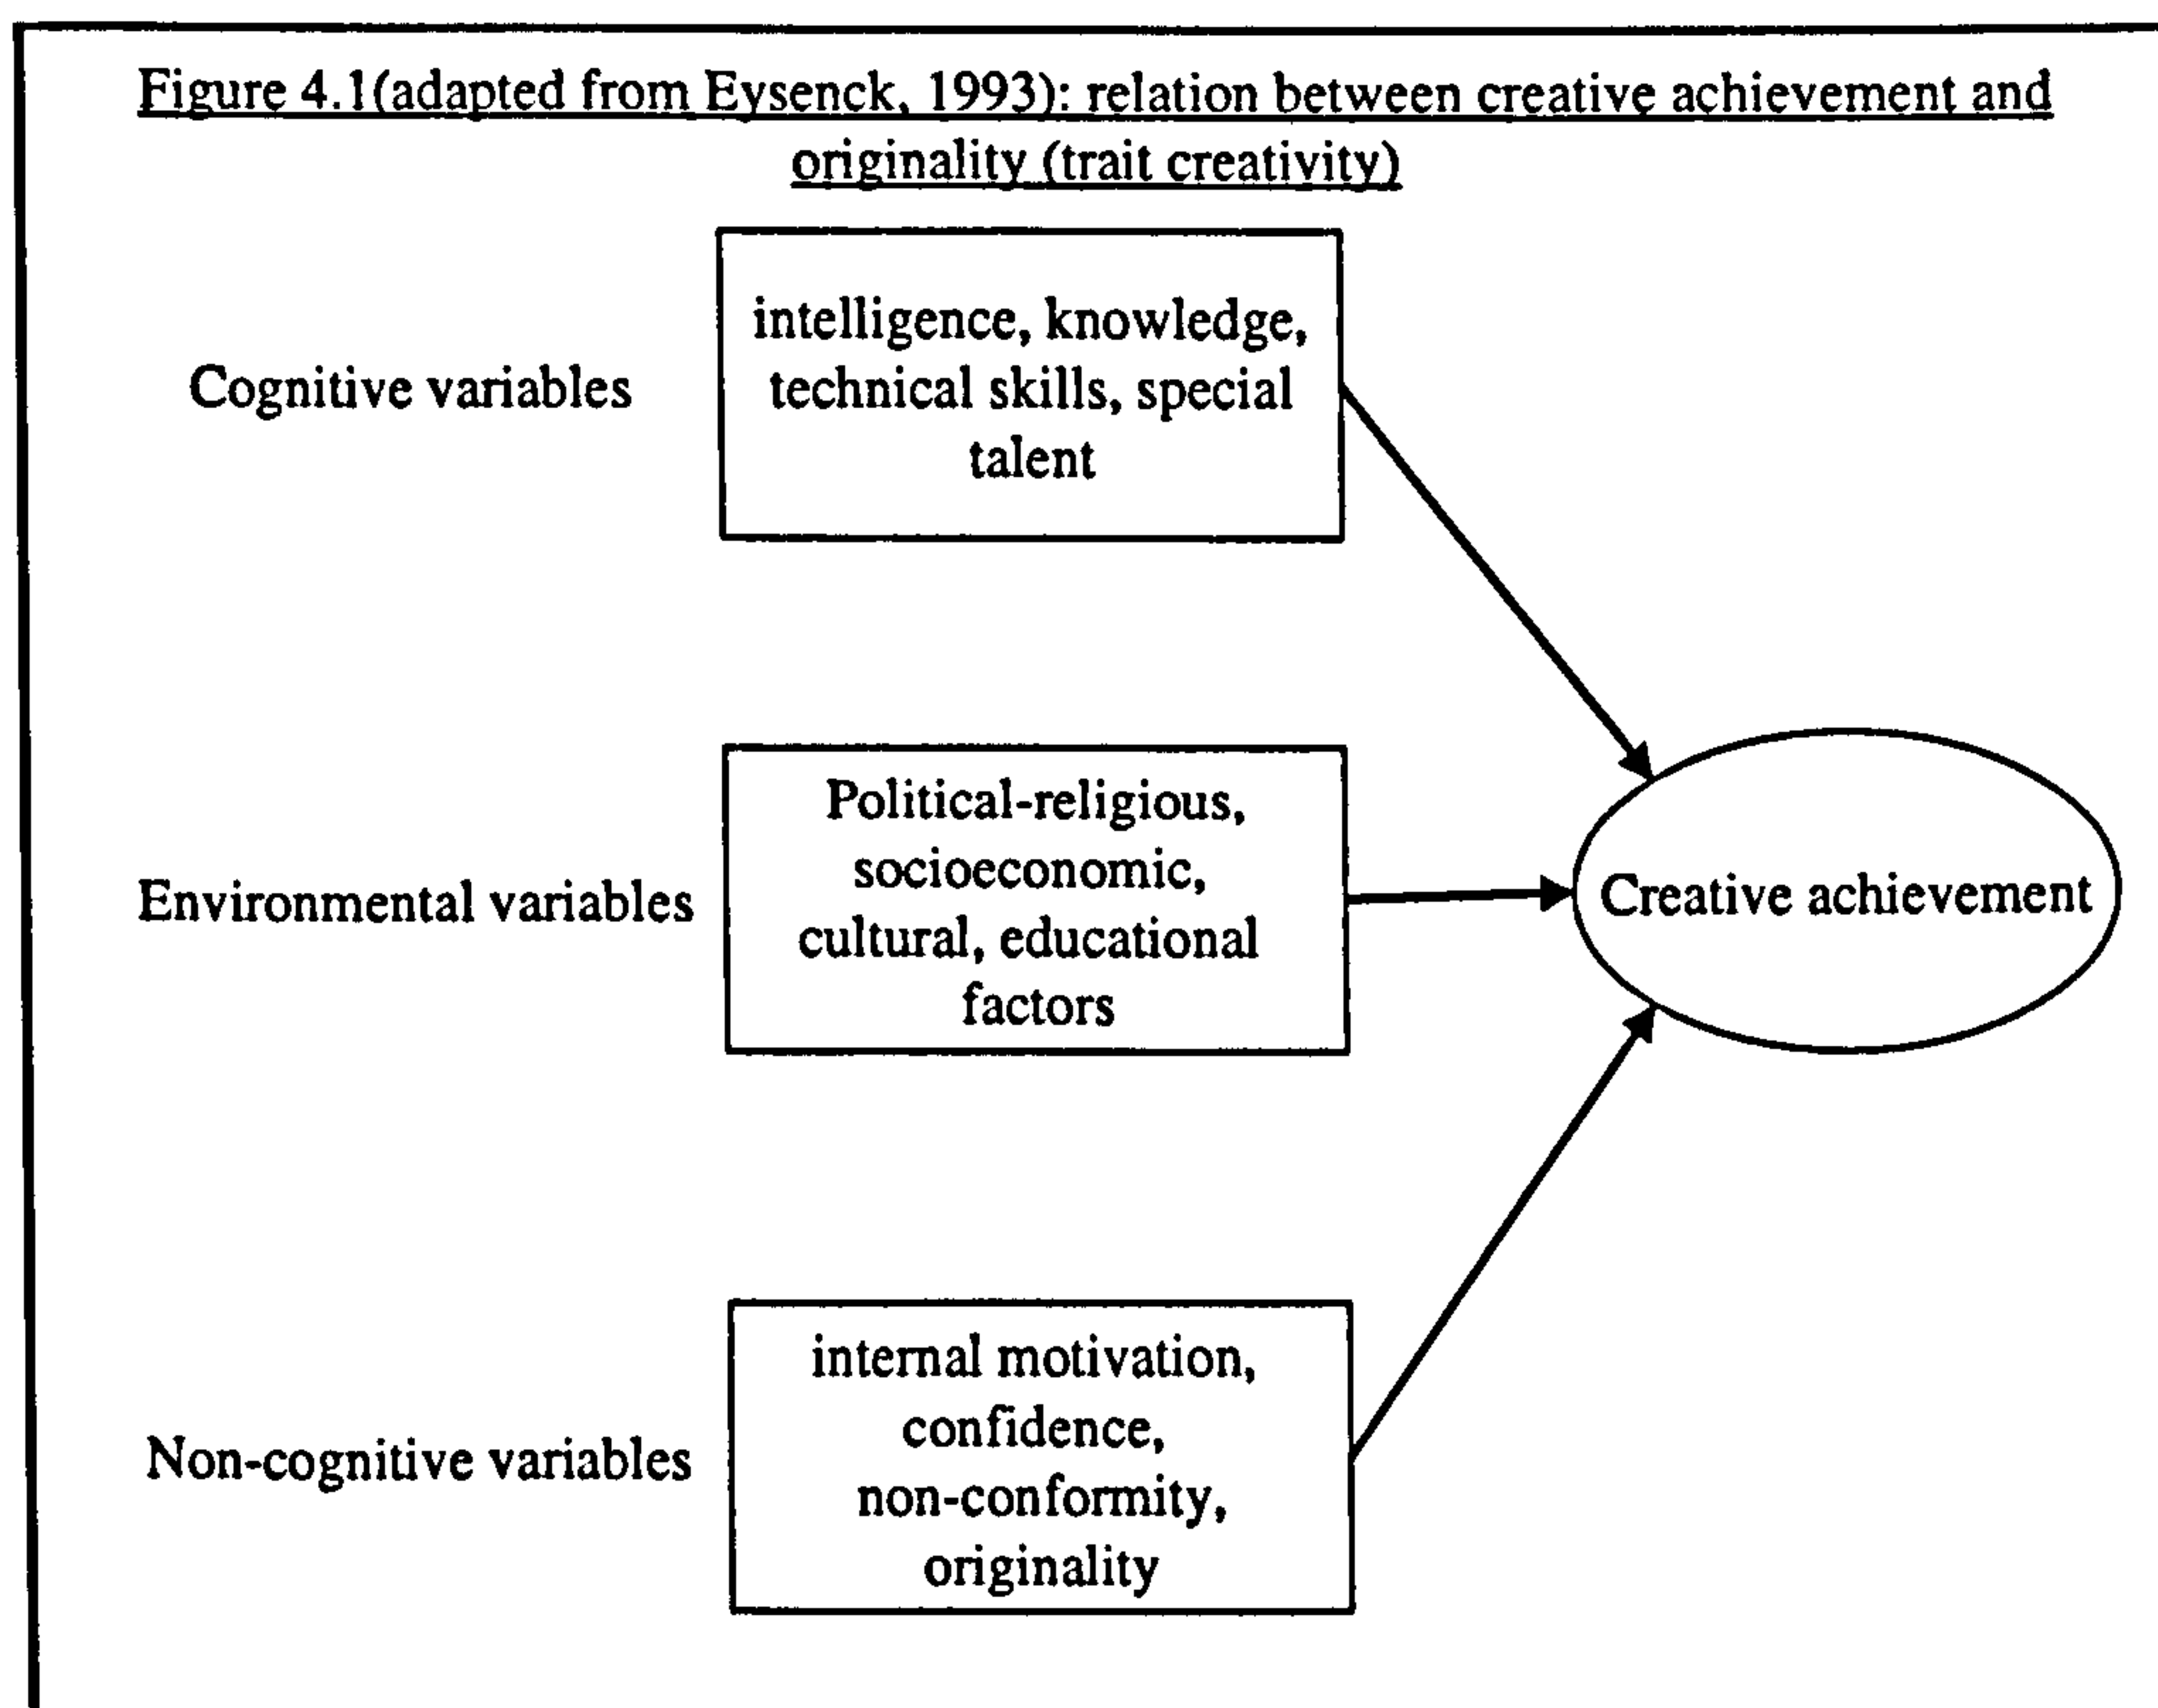 Figure 4.1(adapted from Eysenck, 1993): relation between creative achievement and
originality (trait creativity)
intelligence, knowledge,
technical skills, special
talent
Cognitive variables
Political-religious,
socioeconomic,
cultural, educational
factors
Environmental variables
Creative achievement
internal motivation,
confidence,
non-conformity,
originality
Non-cognitive variables